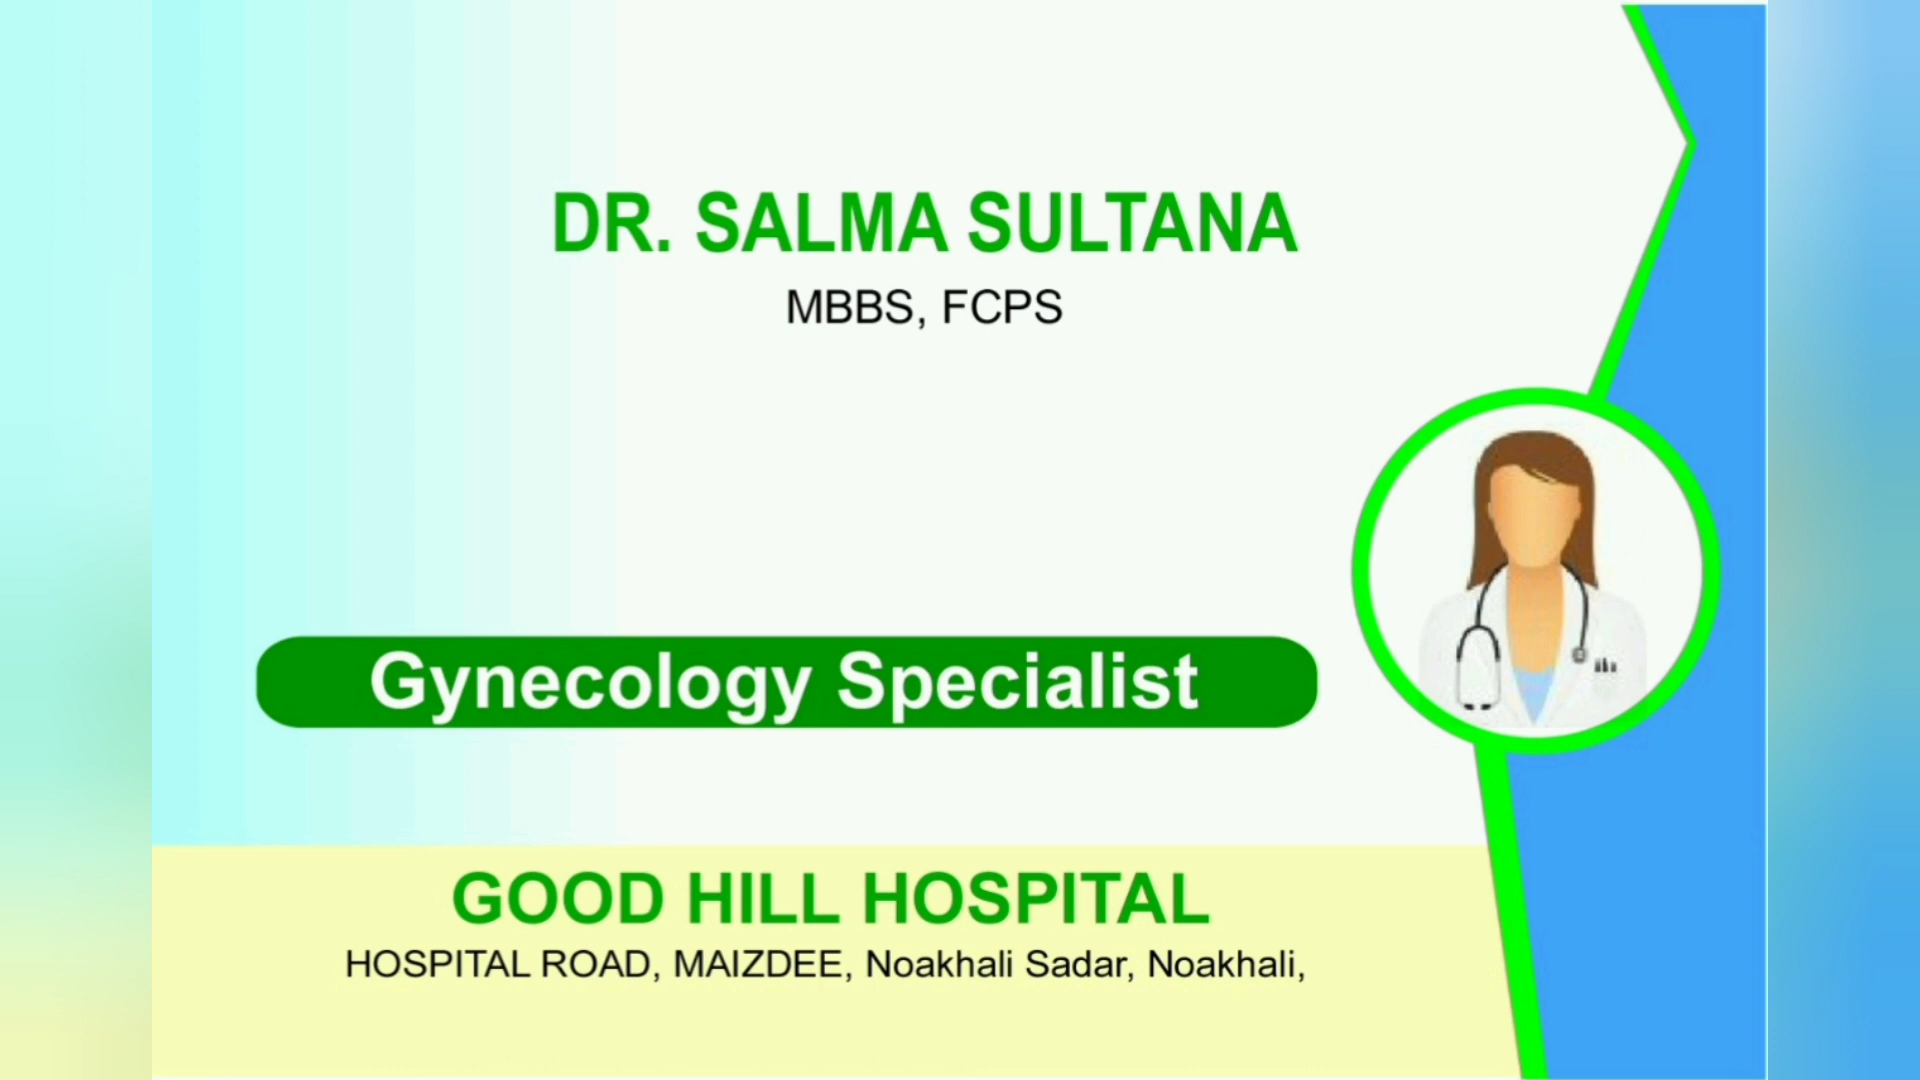 DR. SALMA SULTANA
MBBS, FCPS
Gynecology Specialist
GOOD HILL HOSPITAL
HOSPITAL ROAD, MAIZDEE, Noakhali Sadar, Noakhali,